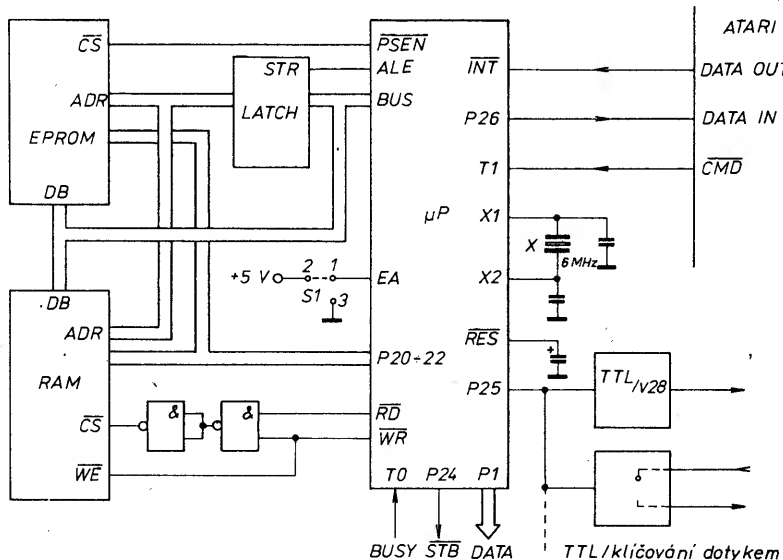 CS
ADR
EPROM
DB
STR
LATCH
PSEN
ALE
BUS
INT
P26
T1
μP
X1
X2
RES
P25
EA
P20÷22
RD
WR
T0
P24
P1
ATARI
DATA OUT
DATA IN
CMD
X
6 MHz
+5 V
2
1
S1
3
DB
ADR
RAM
CS
WE
&
&
TTL/V28
BUSY
STB
DATA
TTL/klíčování dotykem